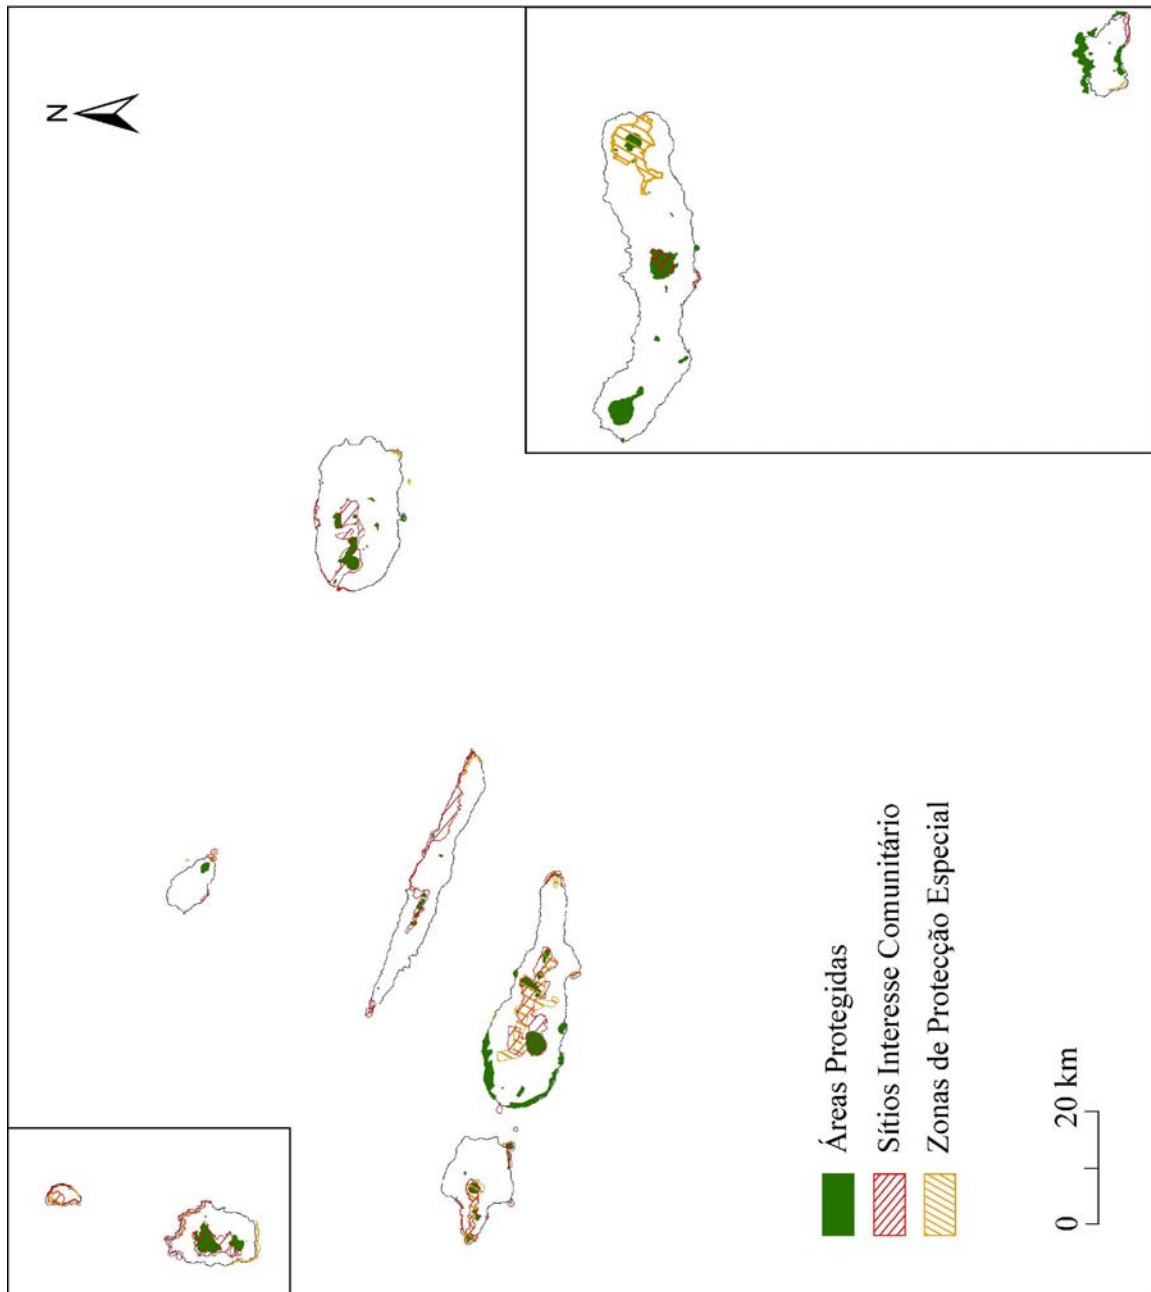 N
Áreas Protegidas
Sítios Interesse Comunitário
Zonas de Protecção Especial
0 20 km